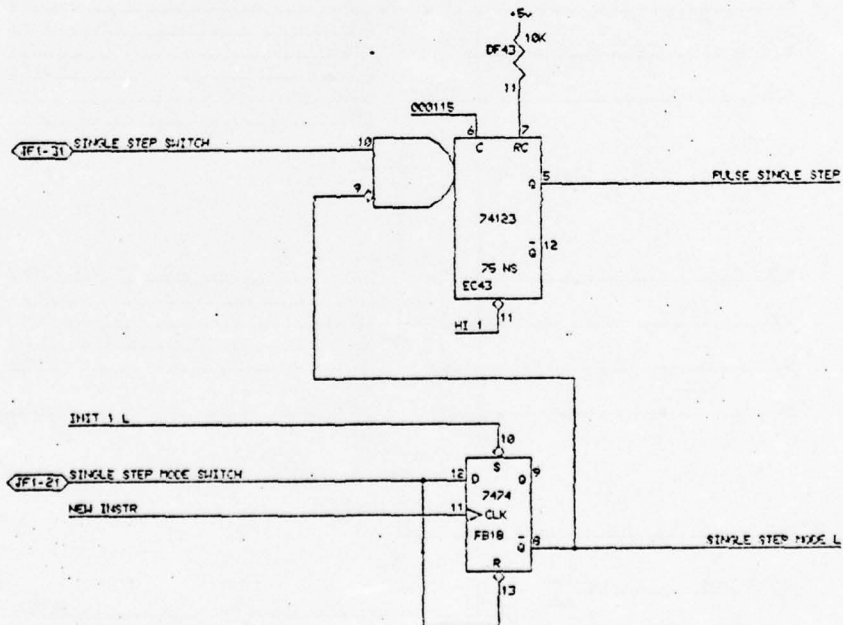 +5v
10K
DF43
11
000115
6
7
JF1-31
SINGLE STEP SWITCH
10
C
RC
9
Q
5
PULSE SINGLE STEP
74123
Q
12
75 NS
EC43
HI 1
11
INIT 1 L
10
JF1-21
SINGLE STEP MODE SWITCH
12
D
S
Q
9
7474
NEW INSTR
11
CLK
FB18
Q
8
SINGLE STEP MODE L
R
13